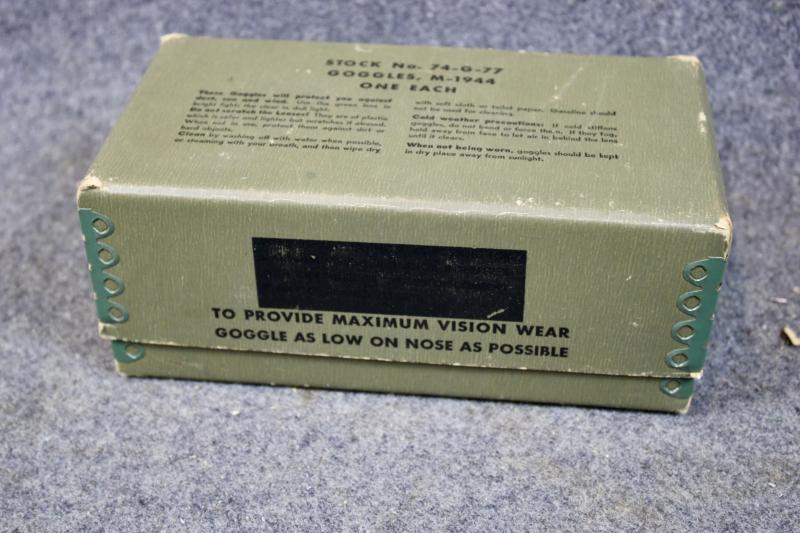 STOCK No. 74-G-77
GOGGLES, M-1944
ONE EACH
These Goggles will protect you against
dust, sun and wind. Use the green lens in
bright light; the clear in dull light.
Do not scratch the Lenses! They are of plastic
which is safer and lighter but scratches if abused.
When not in use, protect them against dirt or
hard objects.
Clean by washing off with water when possible,
or steaming with your breath, and then wipe dry
with soft cloth or toilet paper. Gasoline should
not be used for cleaning.
Cold weather precautions: If cold stiffens
goggles, do not bend or force them. If they fog,
hold away from face to let air in behind the lens
until it clears.
When not being worn, goggles should be kept
in dry place away from sunlight.
TO PROVIDE MAXIMUM VISION WEAR
GOGGLE AS LOW ON NOSE AS POSSIBLE